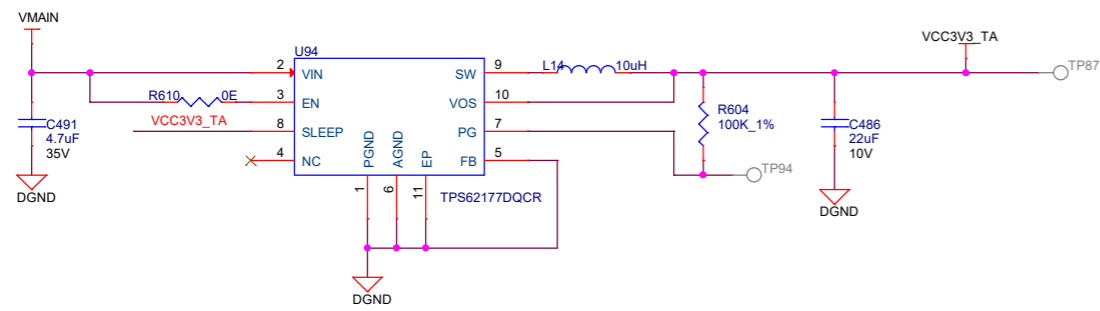 VMAIN
VCC3V3_TA
U94
2 VIN
SW 9
L14 10uH
TP87
R610 0E
3 EN
VOS 10
C491
4.7uF
35V
VCC3V3_TA
8 SLEEP
PG 7
R604
100K_1%
C486
22uF
10V
4 NC
PGND
AGND
EP
FB 5
TP94
DGND
1
6
11
TPS62177DQCR
DGND
DGND